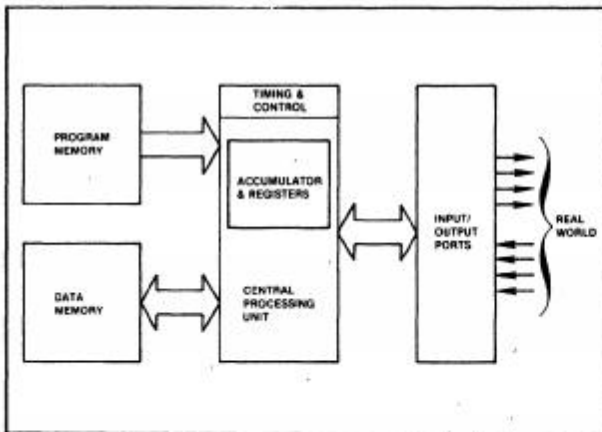 PROGRAM
MEMORY
DATA
MEMORY
TIMING &
CONTROL
ACCUMULATOR
& REGISTERS
CENTRAL
PROCESSING
UNIT
INPUT/
OUTPUT
PORTS
REAL
WORLD